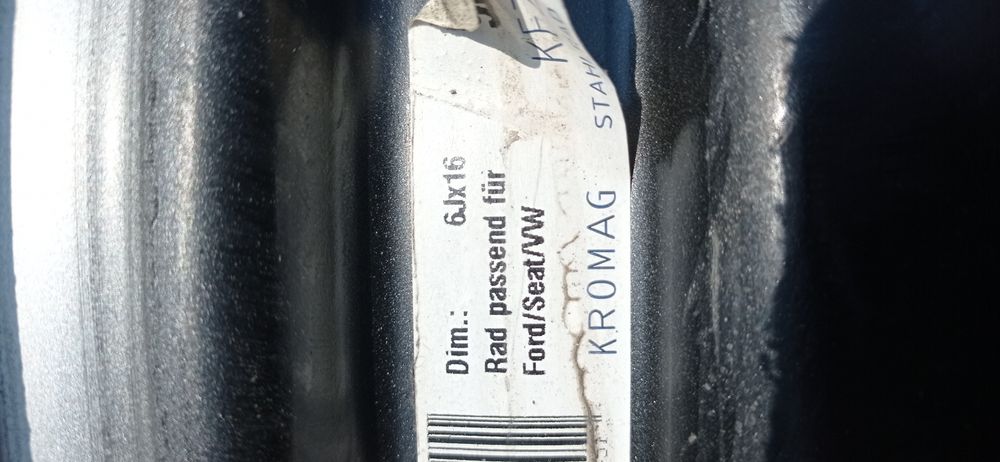 Dim.: 6Jx16
Rad passend für
Ford/Seat/VW
KROMAG